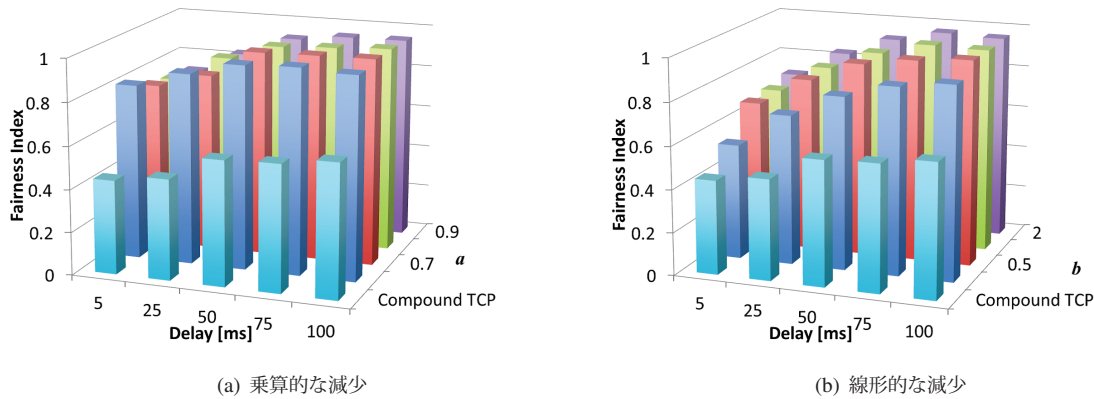 1
0.8
0.6
0.4
0.2
0
Fairness Index
5
25
50
75
100
Delay [ms]
0.9
0.7
a
Compound TCP
(a) 乗算的な減少
1
0.8
0.6
0.4
0.2
0
Fairness Index
5
25
50
75
100
Delay [ms]
2
0.5
b
Compound TCP
(b) 線形的な減少